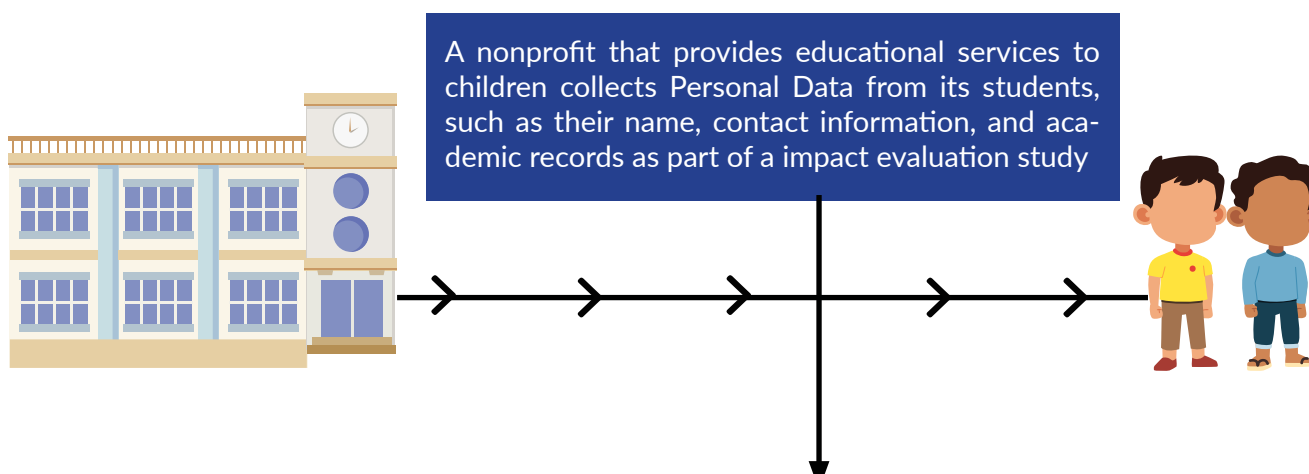 A nonprofit that provides educational services to
children collects Personal Data from its students,
such as their name, contact information, and aca-
demic records as part of a impact evaluation study